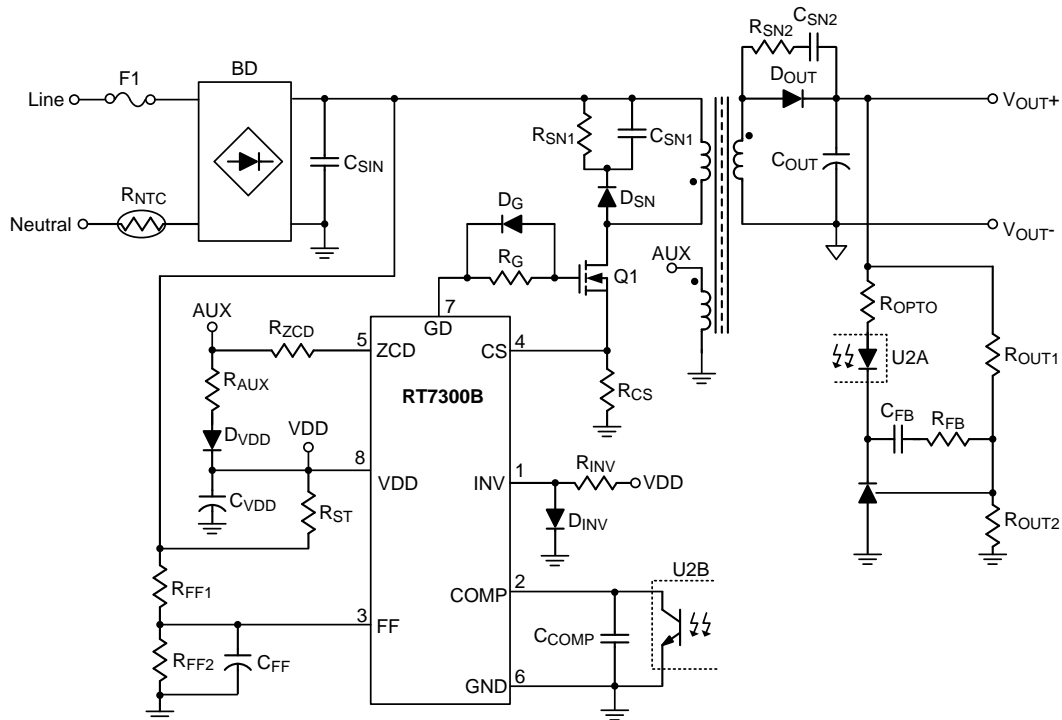 F1
BD
Line
RNTC
Neutral
CSIN
RSN1
CSN1
DSN
DG
RG
Q1
RSN2
CSN2
DOUT
VOUT+
COUT
VOUT-
AUX
AUX
RZCD
5
ZCD
7
GD
CS
4
RCS
RAUX
RT7300B
DVDD
VDD
8
VDD
CVDD
RST
INV
1
RINV
VDD
DINV
ROPTO
U2A
ROUT1
CFB
RFB
ROUT2
RFF1
3
FF
RFF2
CFF
COMP
2
CCOMP
U2B
GND
6